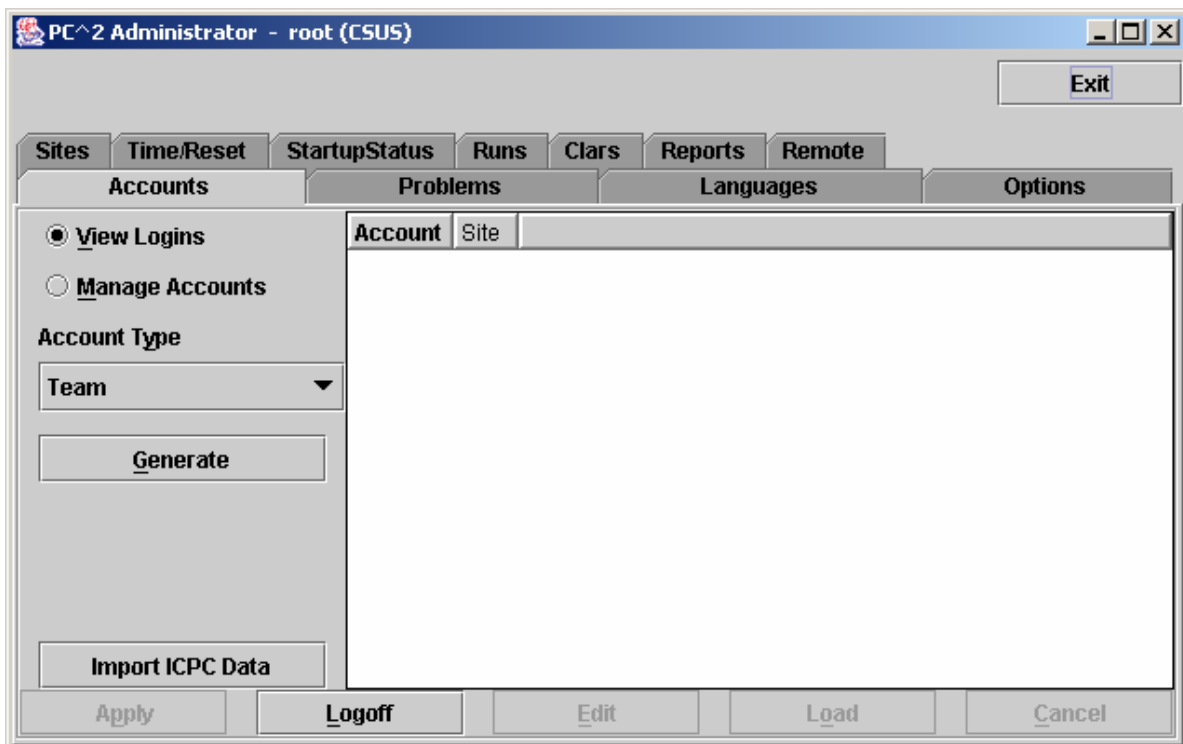 PC^2 Administrator - root (CSUS)
Exit
Sites Time/Reset StartupStatus Runs Clars Reports Remote
Accounts Problems Languages Options
View Logins
Manage Accounts
Account Type
Team
Generate
Import ICPC Data
Account Site
Apply Logoff Edit Load Cancel